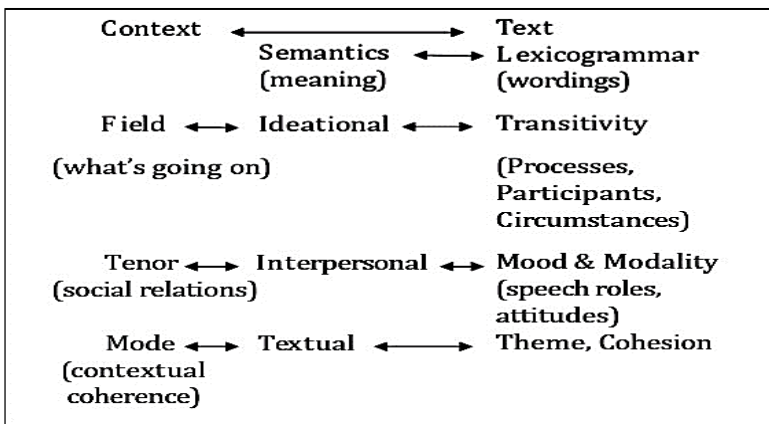 Context Text
Semantics Lexicogrammar
(meaning) (wordings)
Field Ideational Transitivity
(what's going on) (Processes,
Participants,
Circumstances)
Tenor Interpersonal Mood & Modality
(social relations) (speech roles,
attitudes)
Mode Textual Theme, Cohesion
(contextual
coherence)